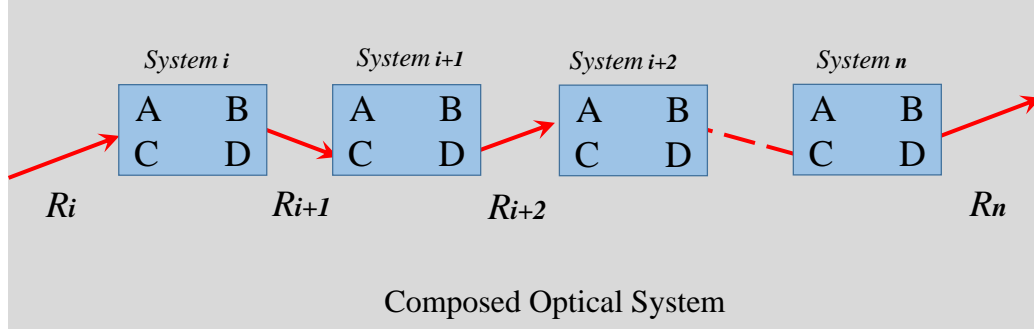 System i System i+1 System i+2 System n
A B A B A B A B
C D C D C D C D
Ri Ri+1 Ri+2 Rn
Composed Optical System